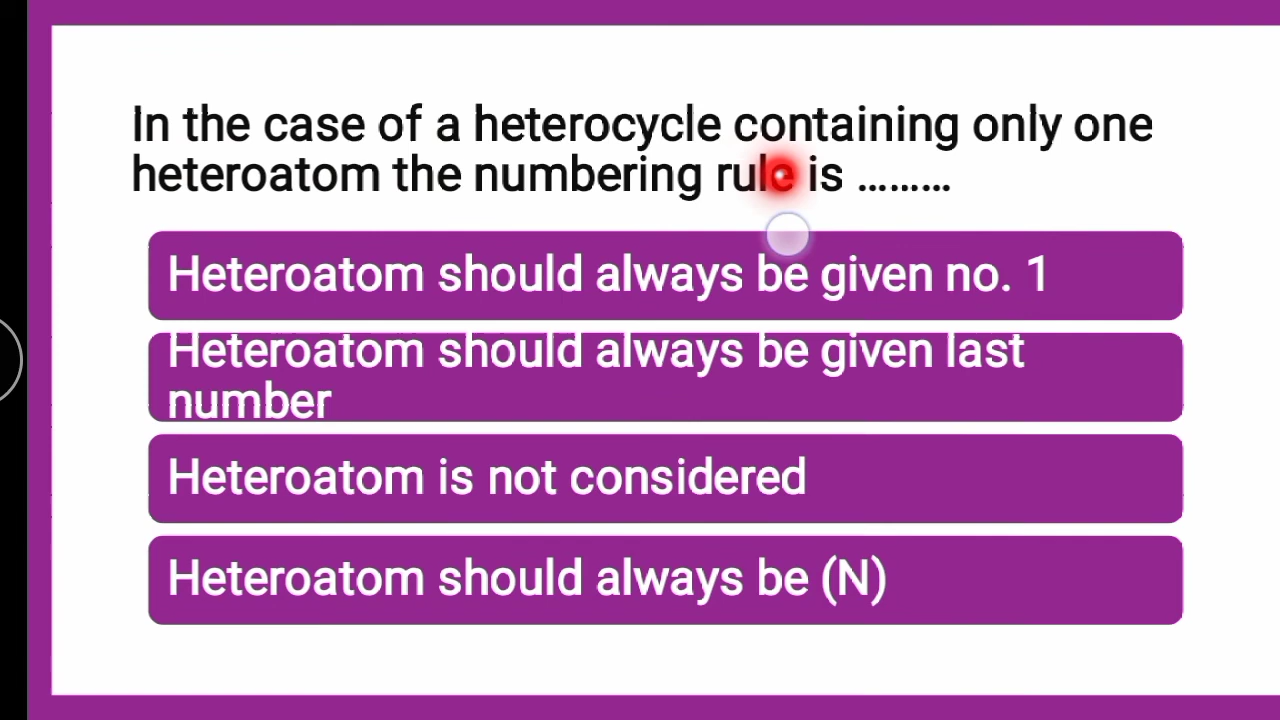 In the case of a heterocycle containing only one
heteroatom the numbering rule is .........
Heteroatom should always be given no. 1
Heteroatom should always be given last
number
Heteroatom is not considered
Heteroatom should always be (N)